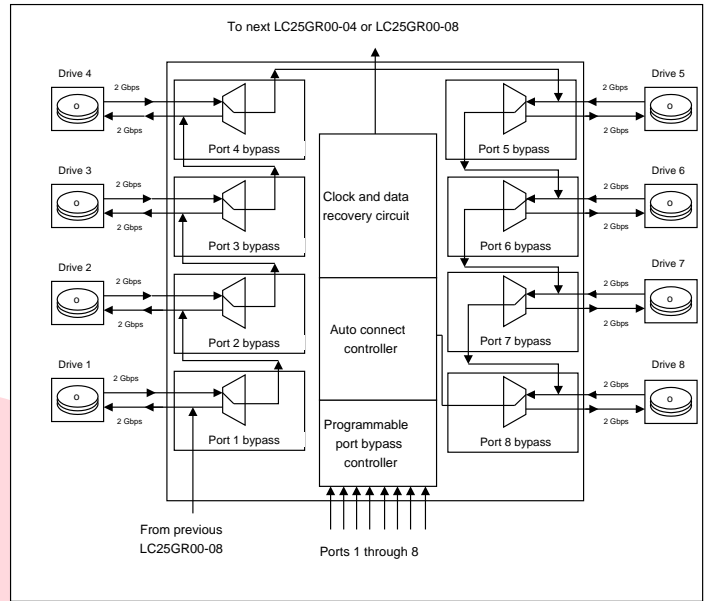 To next LC25GR00-04 or LC25GR00-08
Drive 4
2 Gbps
O
2 Gbps
Port 4 bypass
Drive 3
2 Gbps
O
2 Gbps
Port 3 bypass
Drive 2
2 Gbps
O
2 Gbps
Port 2 bypass
Drive 1
2 Gbps
O
2 Gbps
Port 1 bypass
From previous
LC25GR00-08
Clock and data
recovery circuit
Auto connect
controller
Programmable
port bypass
controller
Ports 1 through 8
Drive 5
2 Gbps
O
2 Gbps
Port 5 bypass
Drive 6
2 Gbps
O
2 Gbps
Port 6 bypass
Drive 7
2 Gbps
O
2 Gbps
Port 7 bypass
Drive 8
2 Gbps
O
2 Gbps
Port 8 bypass